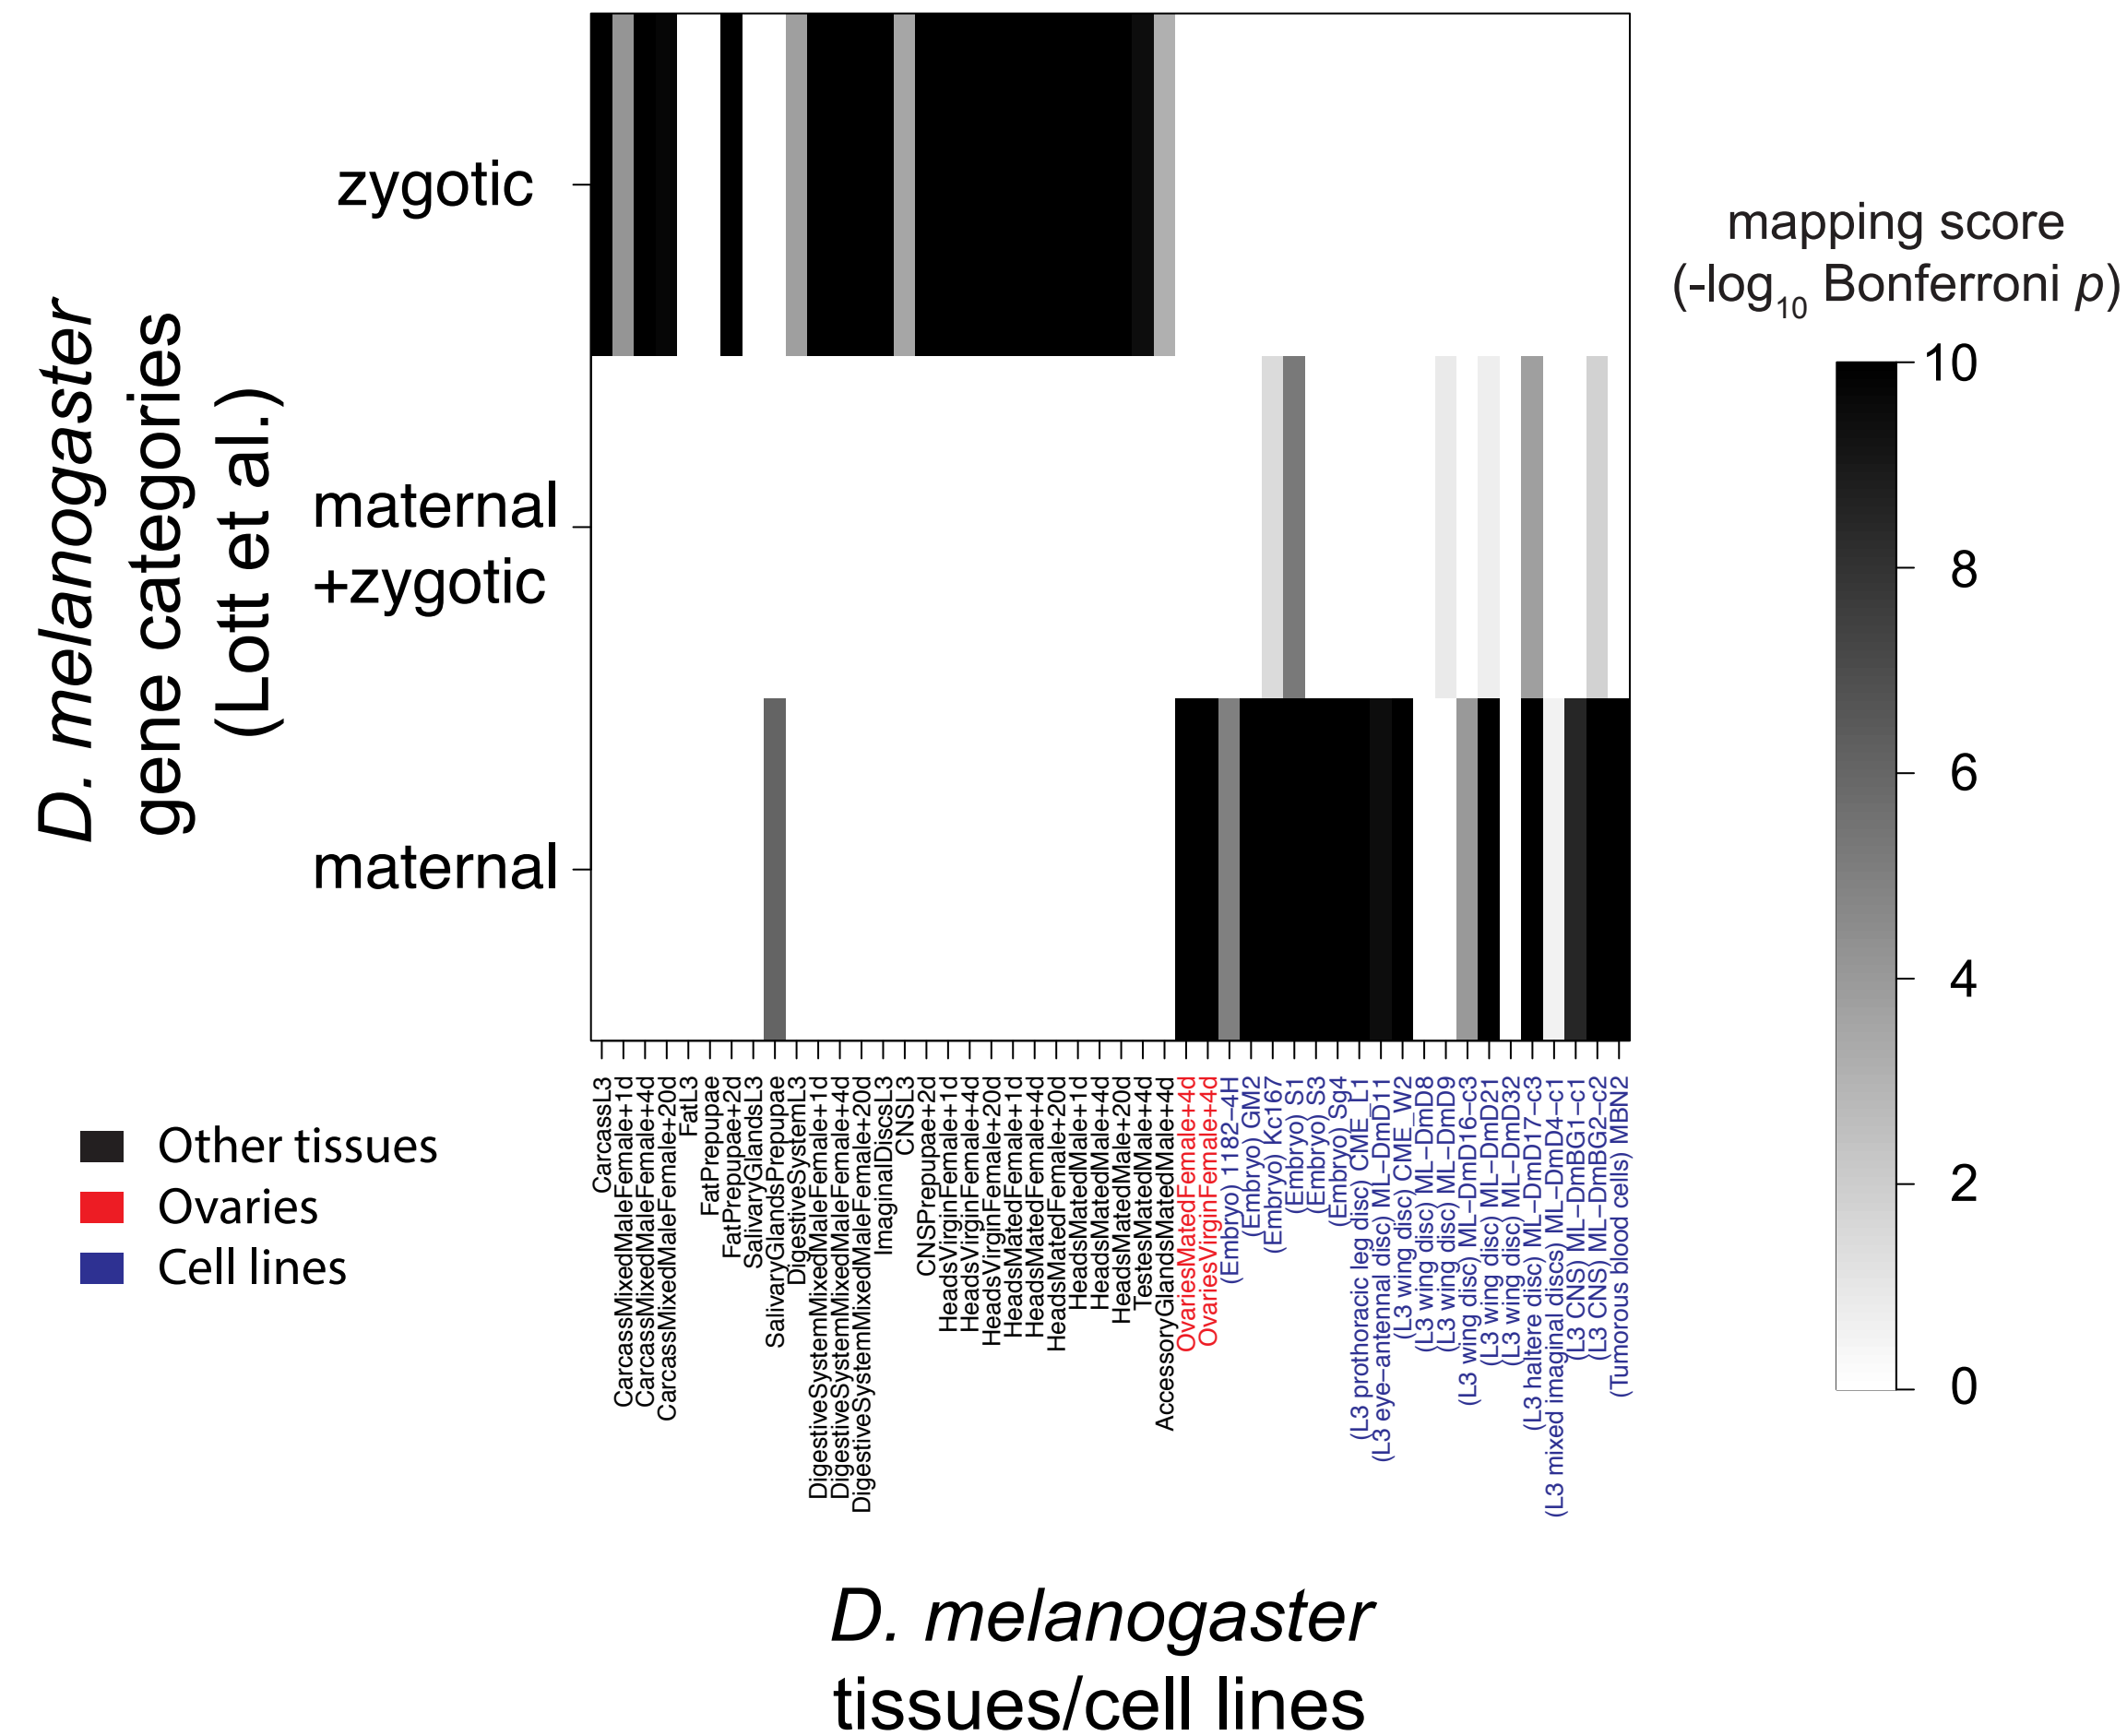 D. melanogaster
gene categories
(Lott et al.)
zygotic
maternal
+zygotic
maternal
mapping score
(-log10 Bonferroni p)
10
8
6
4
2
0
Other tissues
Ovaries
Cell lines
CarcassL3
CarcassMixedMaleFemale+1d
CarcassMixedMaleFemale+4d
CarcassMixedMaleFemale+20d
FatL3
FatPrepupae
FatPrepupae+2d
SalivaryGlandsL3
SalivaryGlandsPrepupae
DigestiveSystemL3
DigestiveSystemMixedMaleFemale+1d
DigestiveSystemMixedMaleFemale+4d
DigestiveSystemMixedMaleFemale+20d
ImaginalDiscsL3
CNSL3
CNSPrepupae+2d
HeadsVirginFemale+1d
HeadsVirginFemale+4d
HeadsVirginFemale+20d
HeadsMatedFemale+1d
HeadsMatedFemale+4d
HeadsMatedFemale+20d
HeadsMatedMale+1d
HeadsMatedMale+4d
HeadsMatedMale+20d
TestesMatedMale+4d
AccessoryGlandsMatedMale+4d
OvariesMatedFemale+4d
OvariesVirginFemale+4d
(Embryo) 1182−4H
(Embryo) GM2
(Embryo) Kc167
(Embryo) S1
(Embryo) S3
(Embryo) Sg4
(L3 prothoracic leg disc) CME_L1
(L3 eye−antennal disc) ML−DmD11
(L3 wing disc) CME_W2
(L3 wing disc) ML−DmD8
(L3 wing disc) ML−DmD9
(L3 wing disc) ML−DmD16−c3
(L3 wing disc) ML−DmD21
(L3 wing disc) ML−DmD32
(L3 haltere disc) ML−DmD17−c3
(L3 mixed imaginal discs) ML−DmD4−c1
(L3 CNS) ML−DmBG1−c1
(L3 CNS) ML−DmBG2−c2
(Tumorous blood cells) MBN2
D. melanogaster
tissues/cell lines